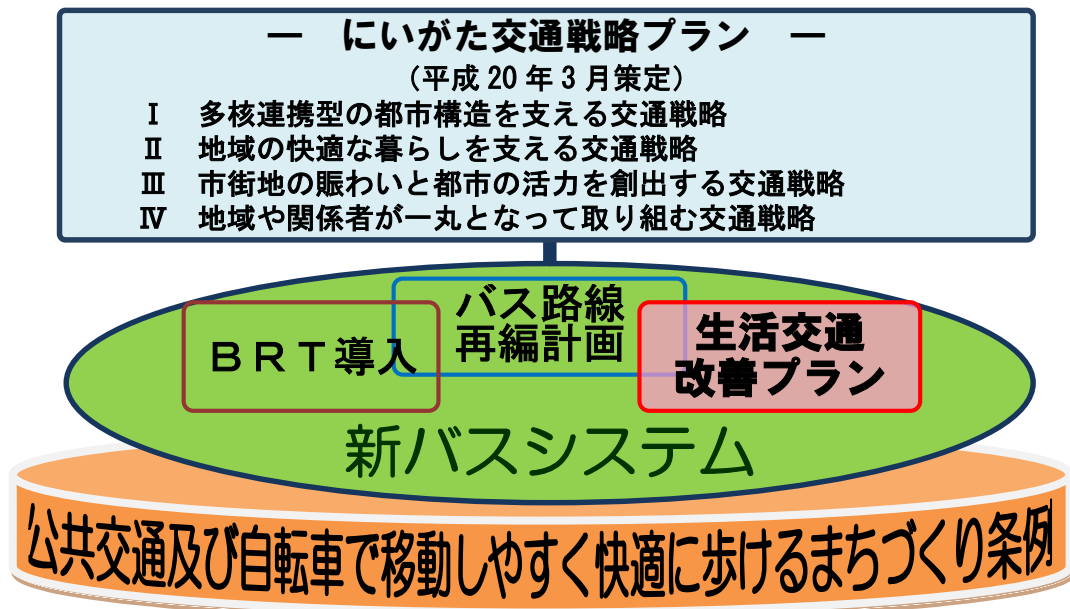 ― にいがた交通戦略プラン ―
（平成20年3月策定）
Ⅰ 多核連携型の都市構造を支える交通戦略
Ⅱ 地域の快適な暮らしを支える交通戦略
Ⅲ 市街地の賑わいと都市の活力を創出する交通戦略
Ⅳ 地域や関係者が一丸となって取り組む交通戦略
ＢＲＴ導入
バス路線
再編計画
生活交通
改善プラン
新バスシステム
公共交通及び自転車で移動しやすく快適に歩けるまちづくり条例